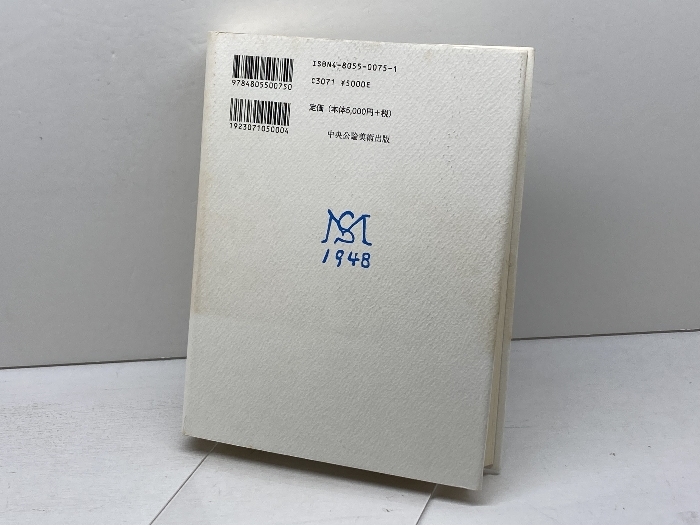 ISBN4-8055-0075-1
9784805500750
C3071 ¥5000E
1923071050004
定価(本体5,000円+税)
中央公論美術出版
MS
1948